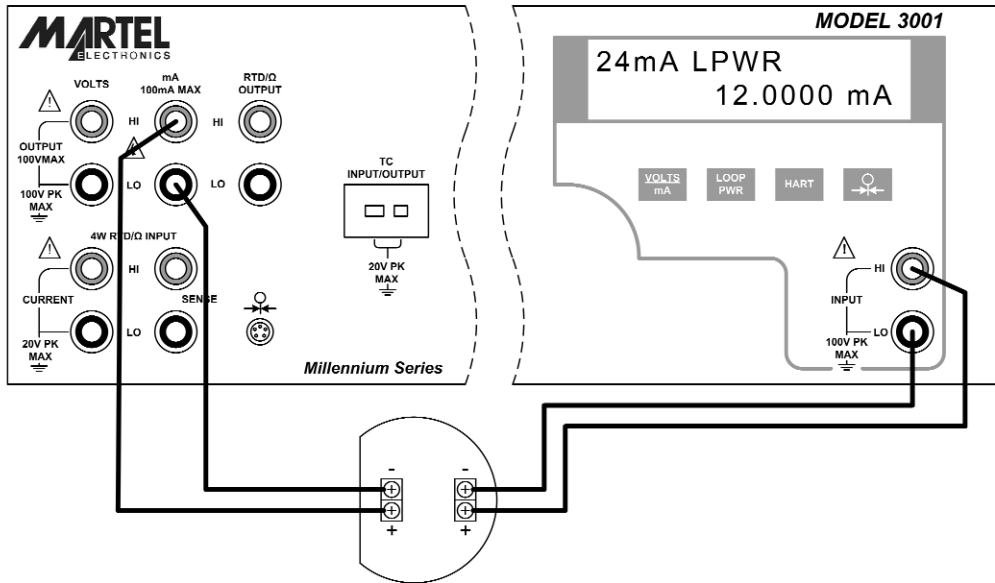 MARTEL
ELECTRONICS
VOLTS
mA
100mA MAX
RTD/Ω
OUTPUT
HI
HI
OUTPUT
100VMAX
LO
LO
100V PK
MAX
4W RTD/Ω INPUT
HI
CURRENT
SENSE
LO
20V PK
MAX
TC
INPUT/OUTPUT
20V PK
MAX
Millennium Series
MODEL 3001
24mA LPWR
12.0000 mA
VOLTS
mA
LOOP
PWR
HART
HI
INPUT
LO
100V PK
MAX
- -
+ +